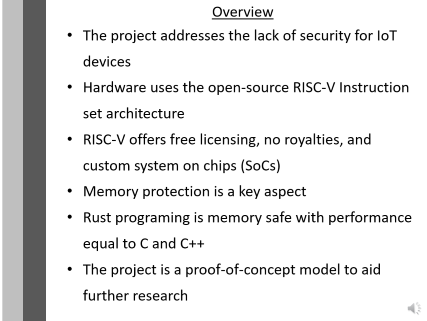 Overview
• The project addresses the lack of security for IoT
devices
• Hardware uses the open-source RISC-V Instruction
set architecture
• RISC-V offers free licensing, no royalties, and
custom system on chips (SoCs)
• Memory protection is a key aspect
• Rust programing is memory safe with performance
equal to C and C++
• The project is a proof-of-concept model to aid
further research